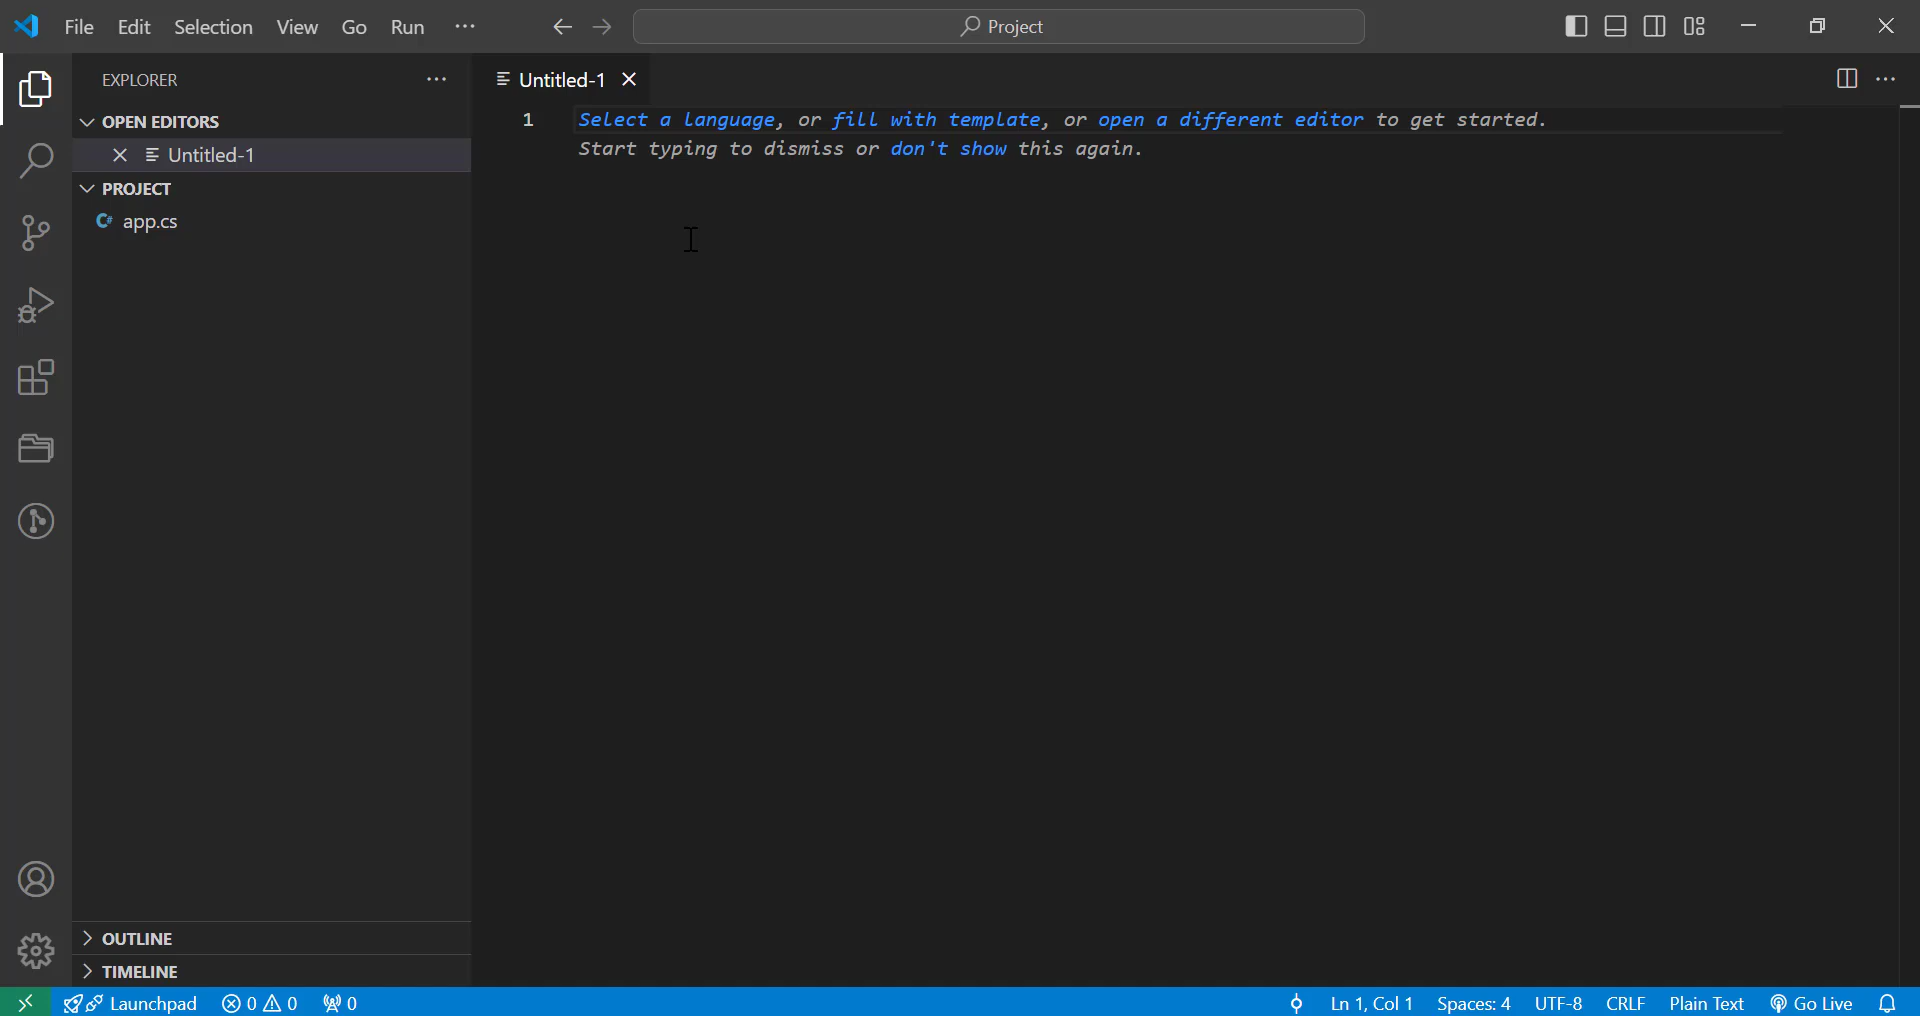 File Edit Selection View Go Run ··· Project
EXPLORER ···
Untitled-1
OPEN EDITORS
Untitled-1
PROJECT
C# app.cs
1 Select a language, or fill with template, or open a different editor to get started.
Start typing to dismiss or don't show this again.
OUTLINE
TIMELINE
Launchpad 0 0 0 Ln 1, Col 1 Spaces: 4 UTF-8 CRLF Plain Text Go Live